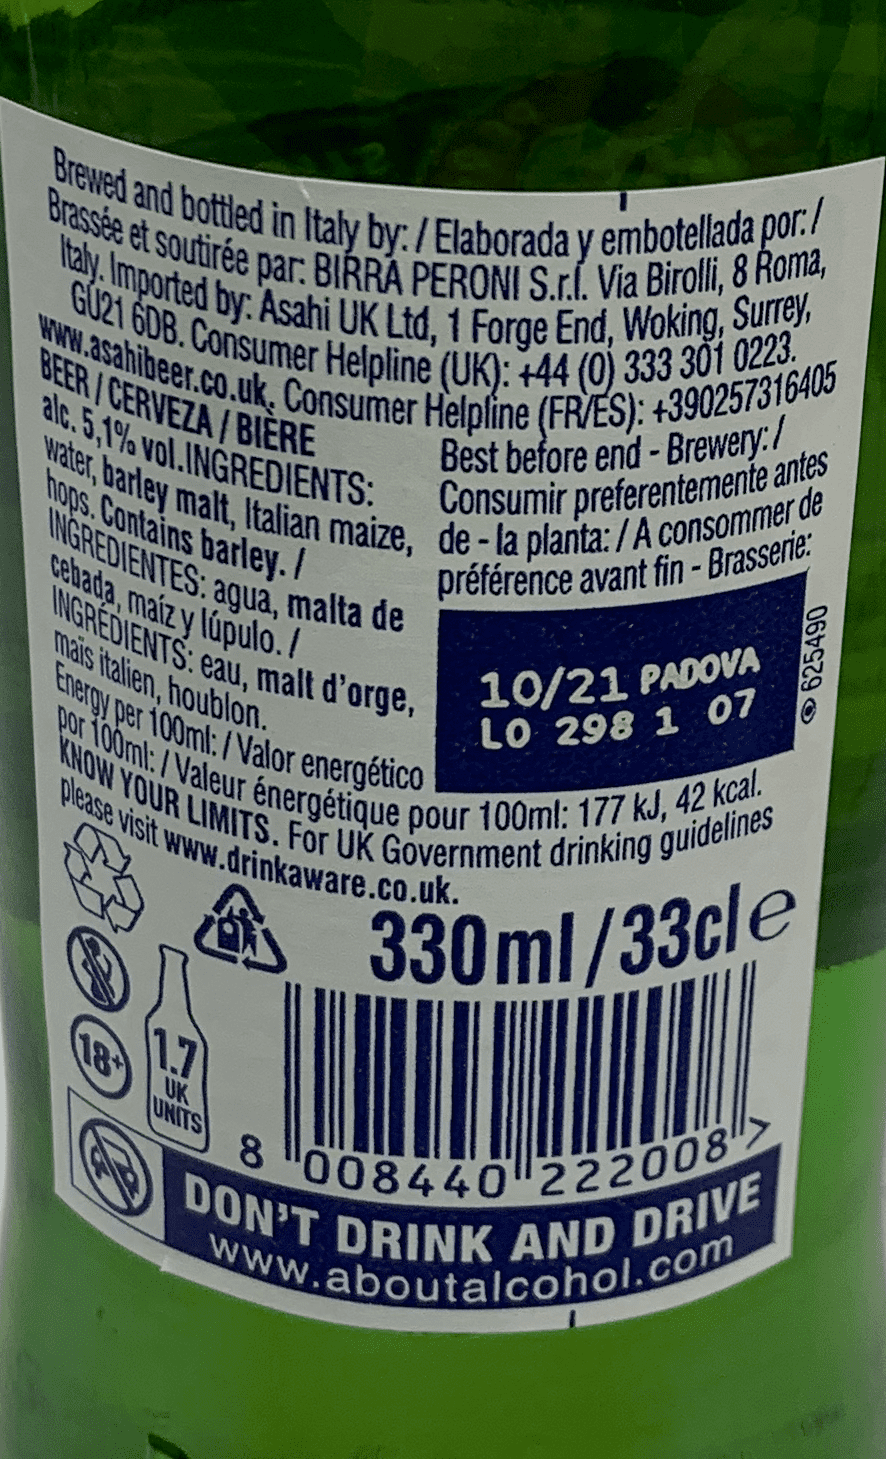 Brewed and bottled in Italy by: / Elaborada y embotellada por: /
Brassée et soutirée par: BIRRA PERONI S.r.l. Via Birolli, 8 Roma,
Italy. Imported by: Asahi UK Ltd, 1 Forge End, Woking, Surrey,
GU21 6DB. Consumer Helpline (UK): +44 (0) 333 301 0223.
www.asahibeer.co.uk. Consumer Helpline (FR/ES): +390257316405
BEER / CERVEZA / BIÈRE
alc. 5,1% vol. INGREDIENTS:
water, barley malt, Italian maize,
hops. Contains barley. /
INGREDIENTES: agua, malta de
cebada, maíz y lúpulo. /
INGRÉDIENTS: eau, malt d'orge,
maïs italien, houblon.
Best before end - Brewery: /
Consumir preferentemente antes
de - la planta: / A consommer de
préférence avant fin - Brasserie:
10/21 PADOVA
LO 298 1 07
625490
Energy per 100ml: / Valor energético
por 100ml: / Valeur énergétique pour 100ml: 177 kJ, 42 kcal.
KNOW YOUR LIMITS. For UK Government drinking guidelines
please visit www.drinkaware.co.uk.
330ml/33cl e
18+
1.7
UK
UNITS
8 008440 222008 >
DON'T DRINK AND DRIVE
www.aboutalcohol.com